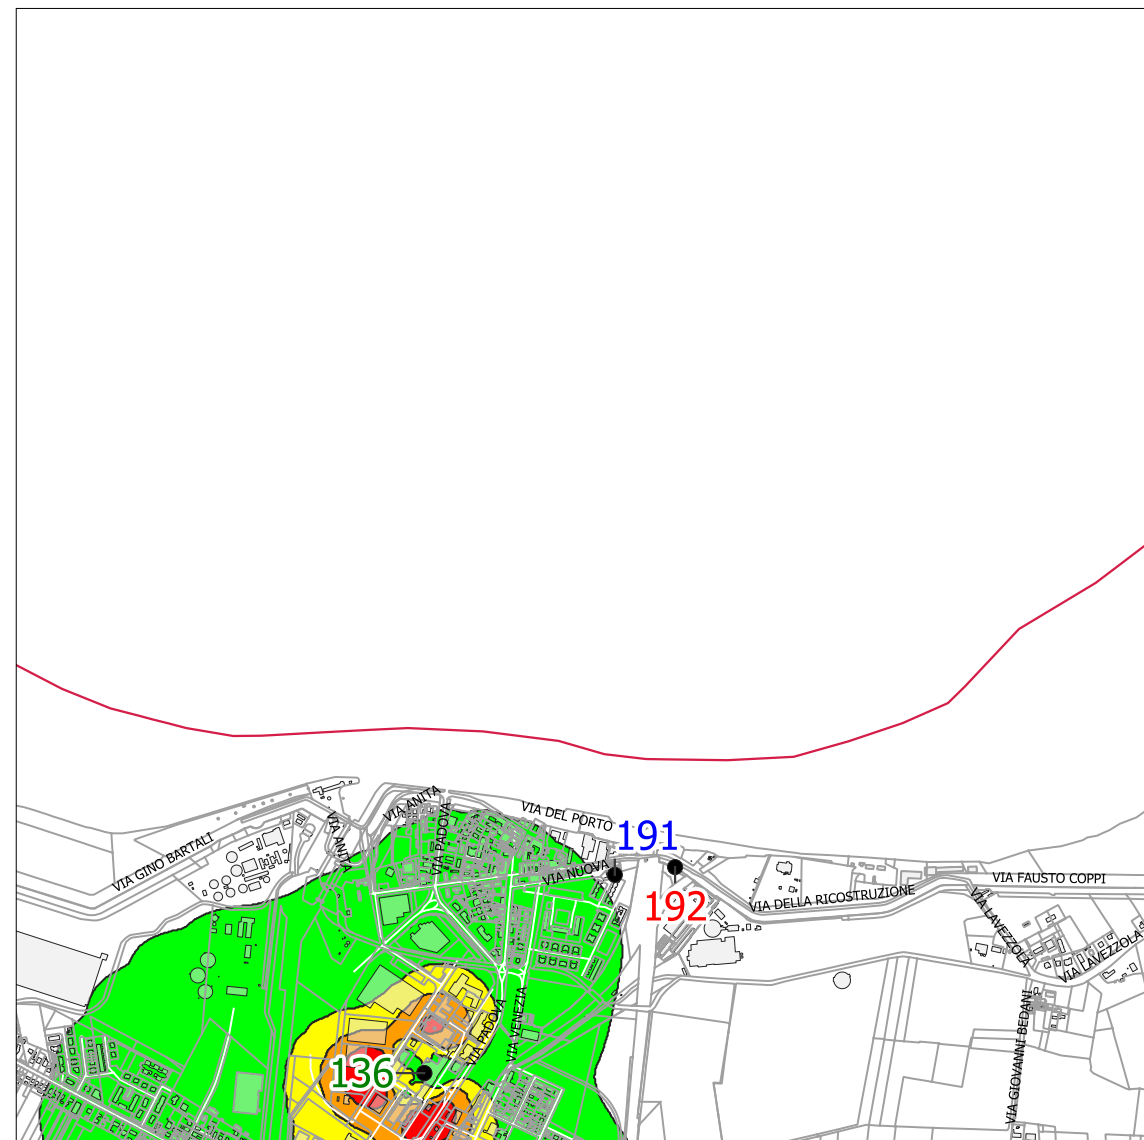 VIA ANITA
VIA PADOVA
VIA DEL PORTO
191
VIA GINO BARTALI
VIA ANITA
VIA NUOVA
192
VIA DELLA RICOSTRUZIONE
VIA FAUSTO COPPI
VIA LAVEZZOLA
VIA LAVEZZOLA
VIA PADOVA
VIA VENEZIA
VIA GIOVANNI BEDANI
136